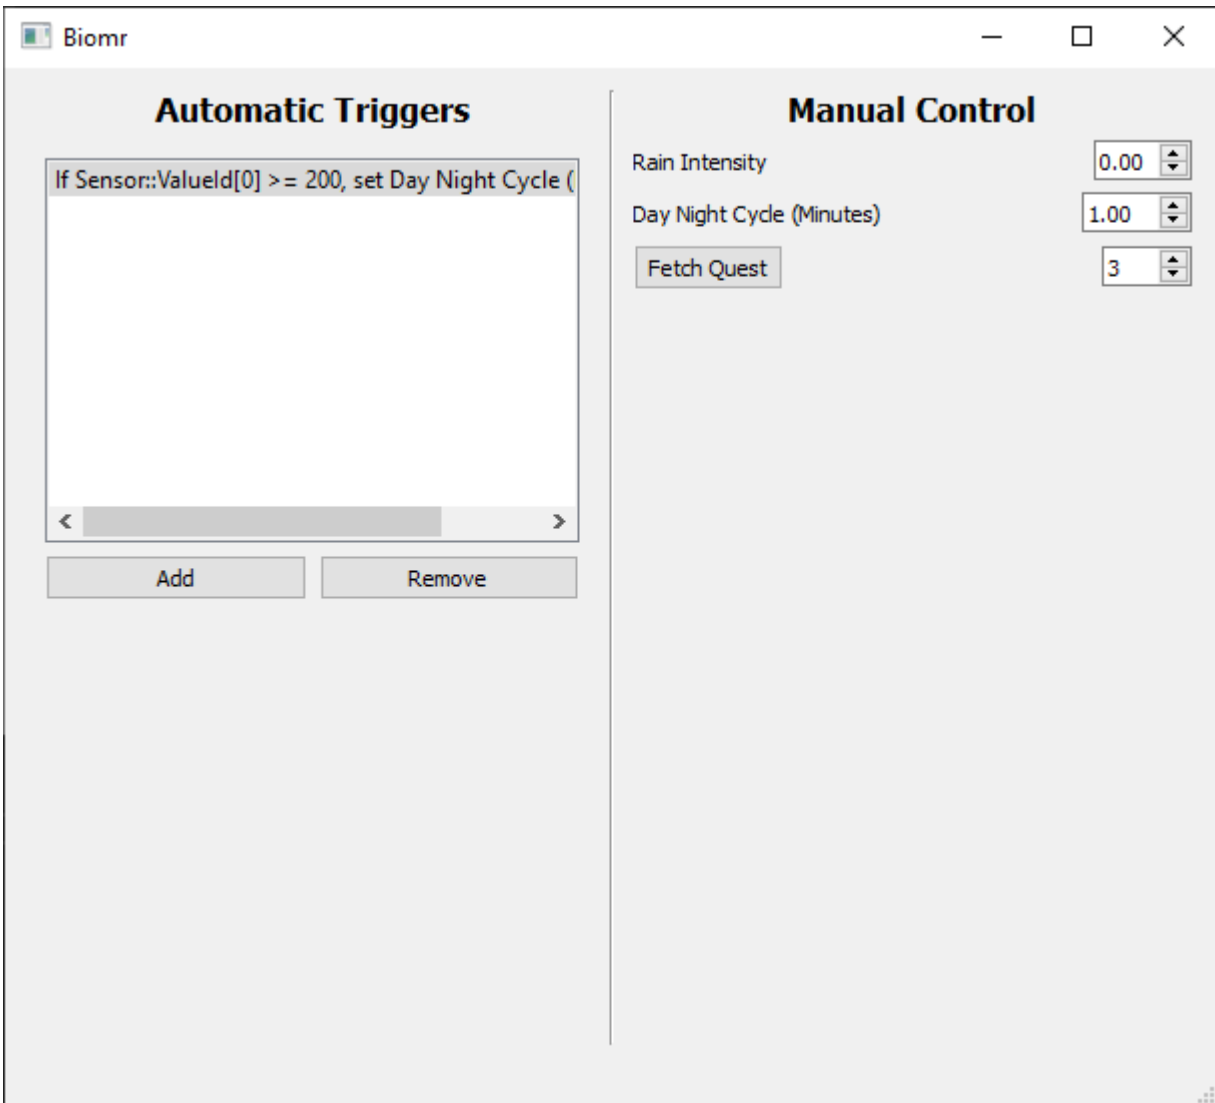 Biomr
Automatic Triggers
If Sensor::ValueId[0] >= 200, set Day Night Cycle (
Add
Remove
Manual Control
Rain Intensity
0.00
Day Night Cycle (Minutes)
1.00
Fetch Quest
3